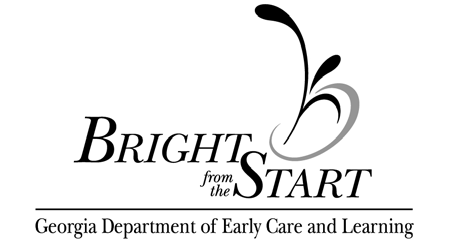 BRIGHT
from
the START
Georgia Department of Early Care and Learning